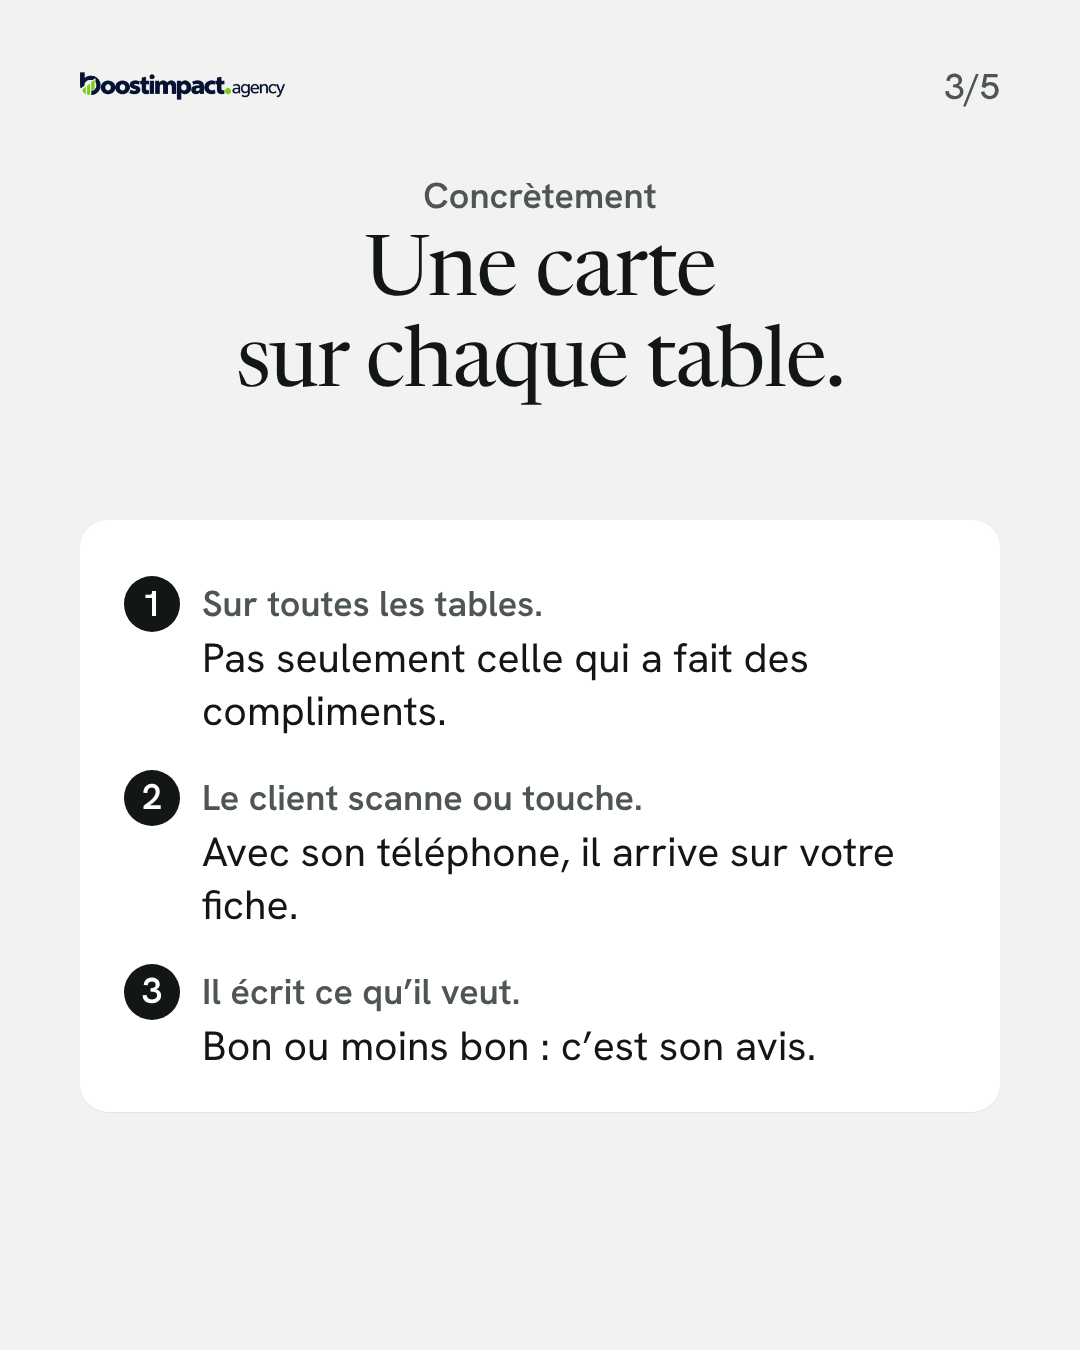 boostimpact.agency
3/5
Concrètement
Une carte
sur chaque table.
1 Sur toutes les tables.
Pas seulement celle qui a fait des
compliments.
2 Le client scanne ou touche.
Avec son téléphone, il arrive sur votre
fiche.
3 Il écrit ce qu’il veut.
Bon ou moins bon : c’est son avis.